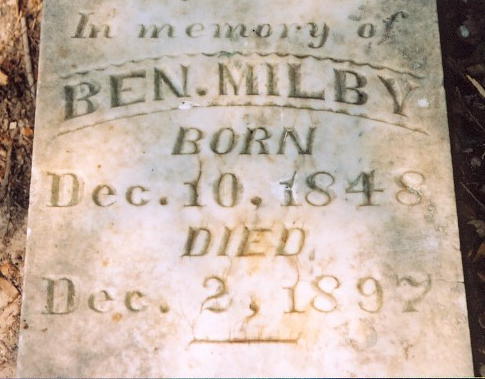 In memory of
BEN. MILBY
BORN
Dec. 10, 1848
DIED
Dec. 2, 1897